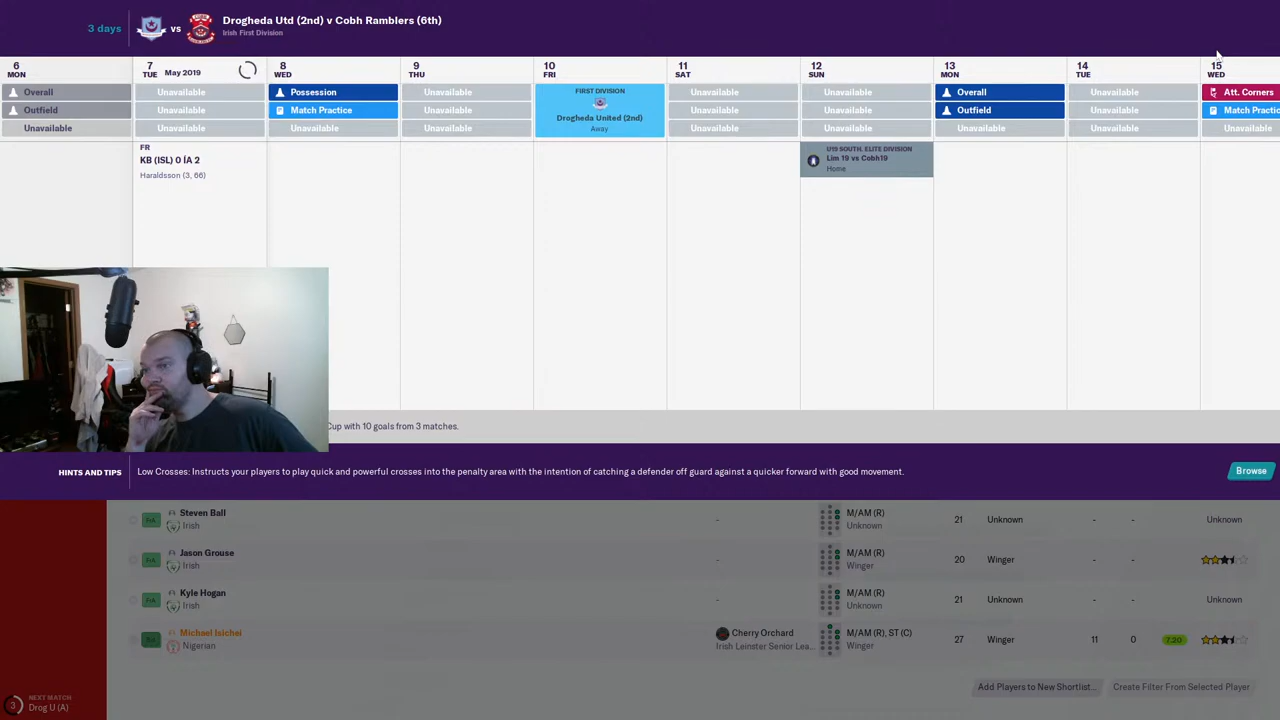 3 days
vs
Drogheda Utd (2nd) v Cobh Ramblers (6th)
Irish First Division
6
MON
7
TUE May 2019
8
WED
9
THU
10
FRI
11
SAT
12
SUN
13
MON
14
TUE
15
WED
Overall
Outfield
Unavailable
Unavailable
Unavailable
Unavailable
Possession
Match Practice
Unavailable
Unavailable
Unavailable
Unavailable
FIRST DIVISION
Drogheda United (2nd)
Away
Unavailable
Unavailable
Unavailable
Unavailable
Unavailable
Unavailable
Overall
Outfield
Unavailable
Unavailable
Unavailable
Unavailable
Att. Corners
Match Practic
Unavailable
FR
KB (ISL) 0 ÍA 2
Haraldsson (3, 66)
U19 SOUTH. ELITE DIVISION
Lim 19 vs Cobh19
Home
Cup with 10 goals from 3 matches.
HINTS AND TIPS
Low Crosses: Instructs your players to play quick and powerful crosses into the penalty area with the intention of catching a defender off guard against a quicker forward with good movement.
Browse
Steven Ball
Irish
-
M/AM (R)
Unknown
21
Unknown
-
-
Unknown
Jason Grouse
Irish
-
M/AM (R)
Winger
20
Winger
-
-
Kyle Hogan
Irish
-
M/AM (R)
Unknown
21
Unknown
-
-
Unknown
Michael Isichei
Nigerian
Cherry Orchard
Irish Leinster Senior Lea...
M/AM (R), ST (C)
Winger
27
Winger
11
0
7.20
Add Players to New Shortlist...
Create Filter From Selected Player
3
NEXT MATCH
Drog U (A)